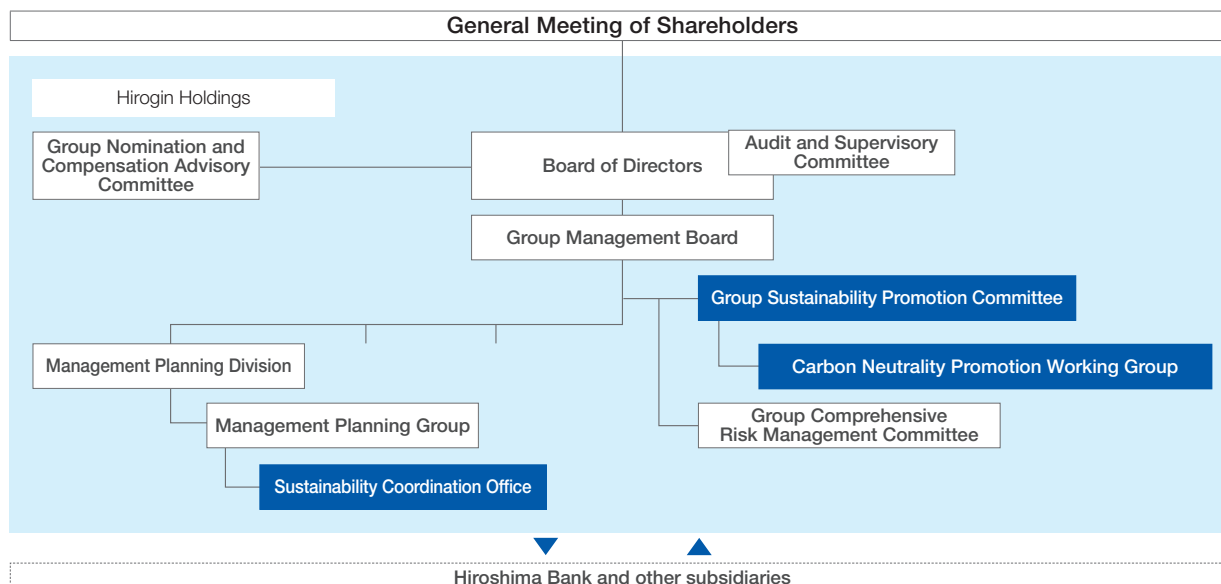 General Meeting of Shareholders
Hirogin Holdings
Group Nomination and
Compensation Advisory
Committee
Board of Directors
Audit and Supervisory
Committee
Group Management Board
Group Sustainability Promotion Committee
Carbon Neutrality Promotion Working Group
Management Planning Division
Group Comprehensive
Risk Management Committee
Management Planning Group
Sustainability Coordination Office
Hiroshima Bank and other subsidiaries